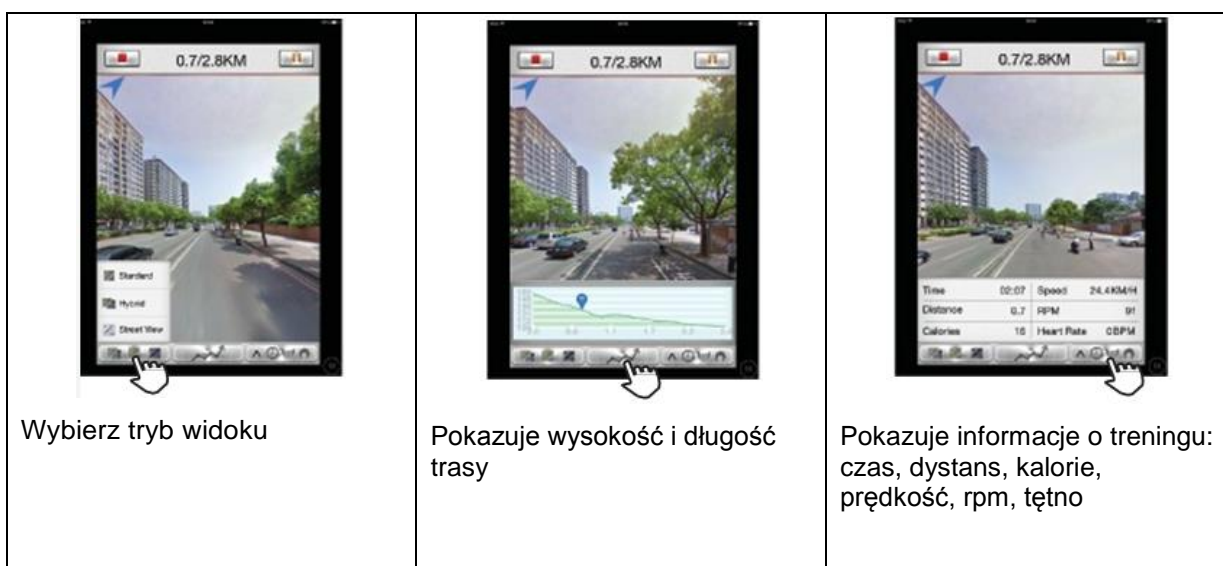 0.7/2.8KM
Standard
Hybrid
Street View
Wybierz tryb widoku
0.7/2.8KM
Pokazuje wysokość i długość
trasy
0.7/2.8KM
Time 02:07 Speed 24.4KM/H
Distance 0.7 RPM 91
Calories 16 Heart Rate 0BPM
Pokazuje informacje o treningu:
czas, dystans, kalorie,
prędkość, rpm, tętno